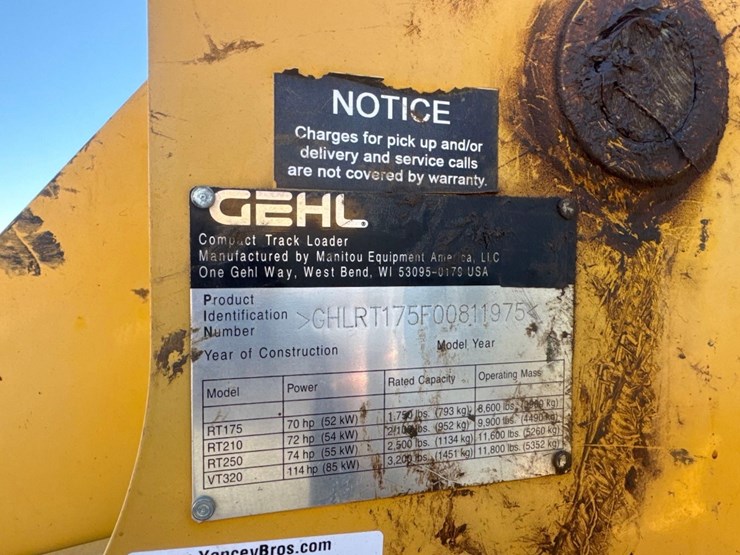 NOTICE
Charges for pick up and/or
delivery and service calls
are not covered by warranty.
GEHL
Compact Track Loader
Manufactured by Manitou Equipment America, LLC
One Gehl Way, West Bend, WI 53095-0179 USA
Product
Identification >GHLRT175F00811975<
Number
Year of Construction Model Year
Model Power Rated Capacity Operating Mass
RT175 70 hp (52 kW) 1,750 lbs. (793 kg) 8,600 lbs.
RT210 72 hp (54 kW) lbs. (952 kg) 9,900 lbs. (4490 kg)
RT250 74 hp (55 kW) 2,500 lbs. (1134 kg) 11,600 lbs. (5260 kg)
VT320 114 hp (85 kW) 3,200 lbs. (1451 kg) 11,800 lbs. (5352 kg)
YanceyBros.com